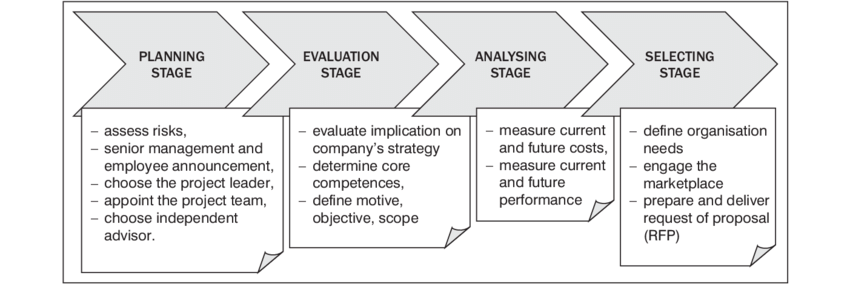 PLANNING
STAGE
EVALUATION
STAGE
ANALYSING
STAGE
SELECTING
STAGE
– assess risks,
– senior management and
employee announcement,
– choose the project leader,
– appoint the project team,
– choose independent
advisor.
– evaluate implication on
company's strategy
– determine core
competences,
– define motive,
objective, scope
– measure current
and future costs,
– measure current
and future
performance
– define organisation
needs
– engage the
marketplace
– prepare and deliver
request of proposal
(RFP)